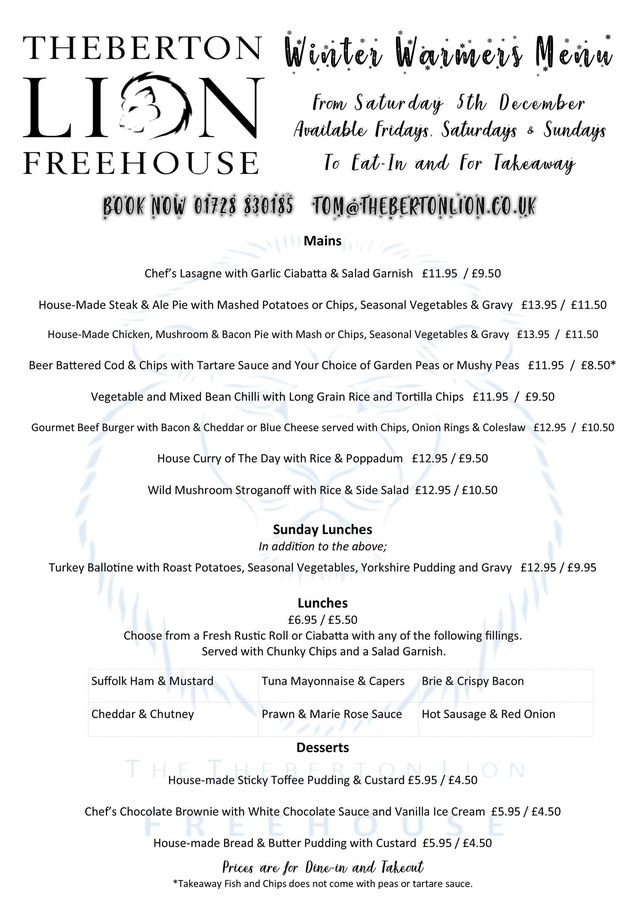 THEBERTON
LION
FREEHOUSE
Winter Warmers Menu
From Saturday 5th December
Available Fridays, Saturdays & Sundays
To Eat-In and For Takeaway
BOOK NOW 01728 830185 TOM@THEBERTONLION.CO.UK
Mains
Chef's Lasagne with Garlic Ciabatta & Salad Garnish £11.95 / £9.50
House-Made Steak & Ale Pie with Mashed Potatoes or Chips, Seasonal Vegetables & Gravy £13.95 / £11.50
House-Made Chicken, Mushroom & Bacon Pie with Mash or Chips, Seasonal Vegetables & Gravy £13.95 / £11.50
Beer Battered Cod & Chips with Tartare Sauce and Your Choice of Garden Peas or Mushy Peas £11.95 / £8.50*
Vegetable and Mixed Bean Chilli with Long Grain Rice and Tortilla Chips £11.95 / £9.50
Gourmet Beef Burger with Bacon & Cheddar or Blue Cheese served with Chips, Onion Rings & Coleslaw £12.95 / £10.50
House Curry of The Day with Rice & Poppadum £12.95 / £9.50
Wild Mushroom Stroganoff with Rice & Side Salad £12.95 / £10.50
Sunday Lunches
In addition to the above;
Turkey Ballotine with Roast Potatoes, Seasonal Vegetables, Yorkshire Pudding and Gravy £12.95 / £9.95
Lunches
£6.95 / £5.50
Choose from a Fresh Rustic Roll or Ciabatta with any of the following fillings.
Served with Chunky Chips and a Salad Garnish.
Suffolk Ham & Mustard Tuna Mayonnaise & Capers Brie & Crispy Bacon
Cheddar & Chutney Prawn & Marie Rose Sauce Hot Sausage & Red Onion
Desserts
THE THEBERTON LION
House-made Sticky Toffee Pudding & Custard £5.95 / £4.50
Chef's Chocolate Brownie with White Chocolate Sauce and Vanilla Ice Cream £5.95 / £4.50
FREEHOUSE
House-made Bread & Butter Pudding with Custard £5.95 / £4.50
Prices are for Dine-in and Takeout
*Takeaway Fish and Chips does not come with peas or tartare sauce.